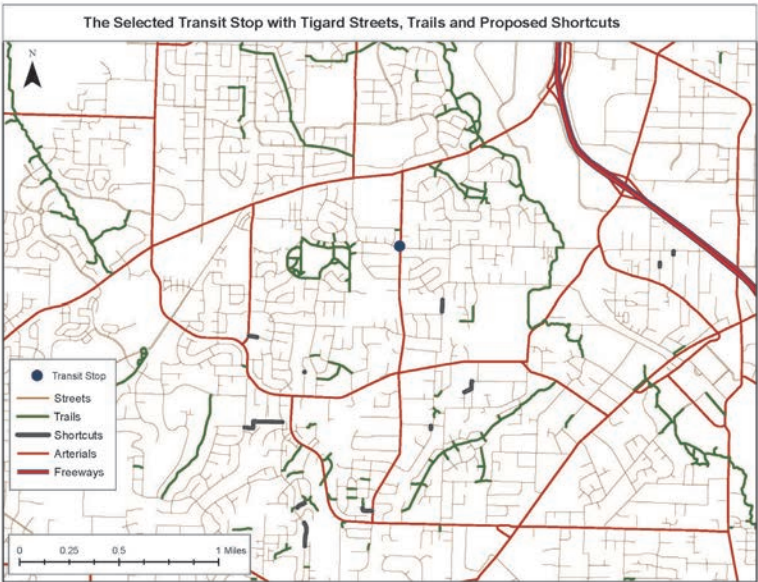 The Selected Transit Stop with Tigard Streets, Trails and Proposed Shortcuts
N
Transit Stop
Streets
Trails
Shortcuts
Arterials
Freeways
0 0.25 0.5 1 Miles